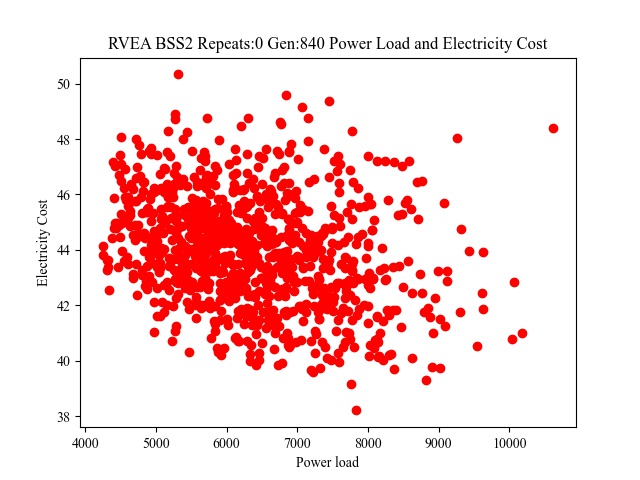 RVEA BSS2 Repeats:0 Gen:840 Power Load and Electricity Cost
50
48
46
44
42
40
38
Electricity Cost
4000 5000 6000 7000 8000 9000 10000
Power load